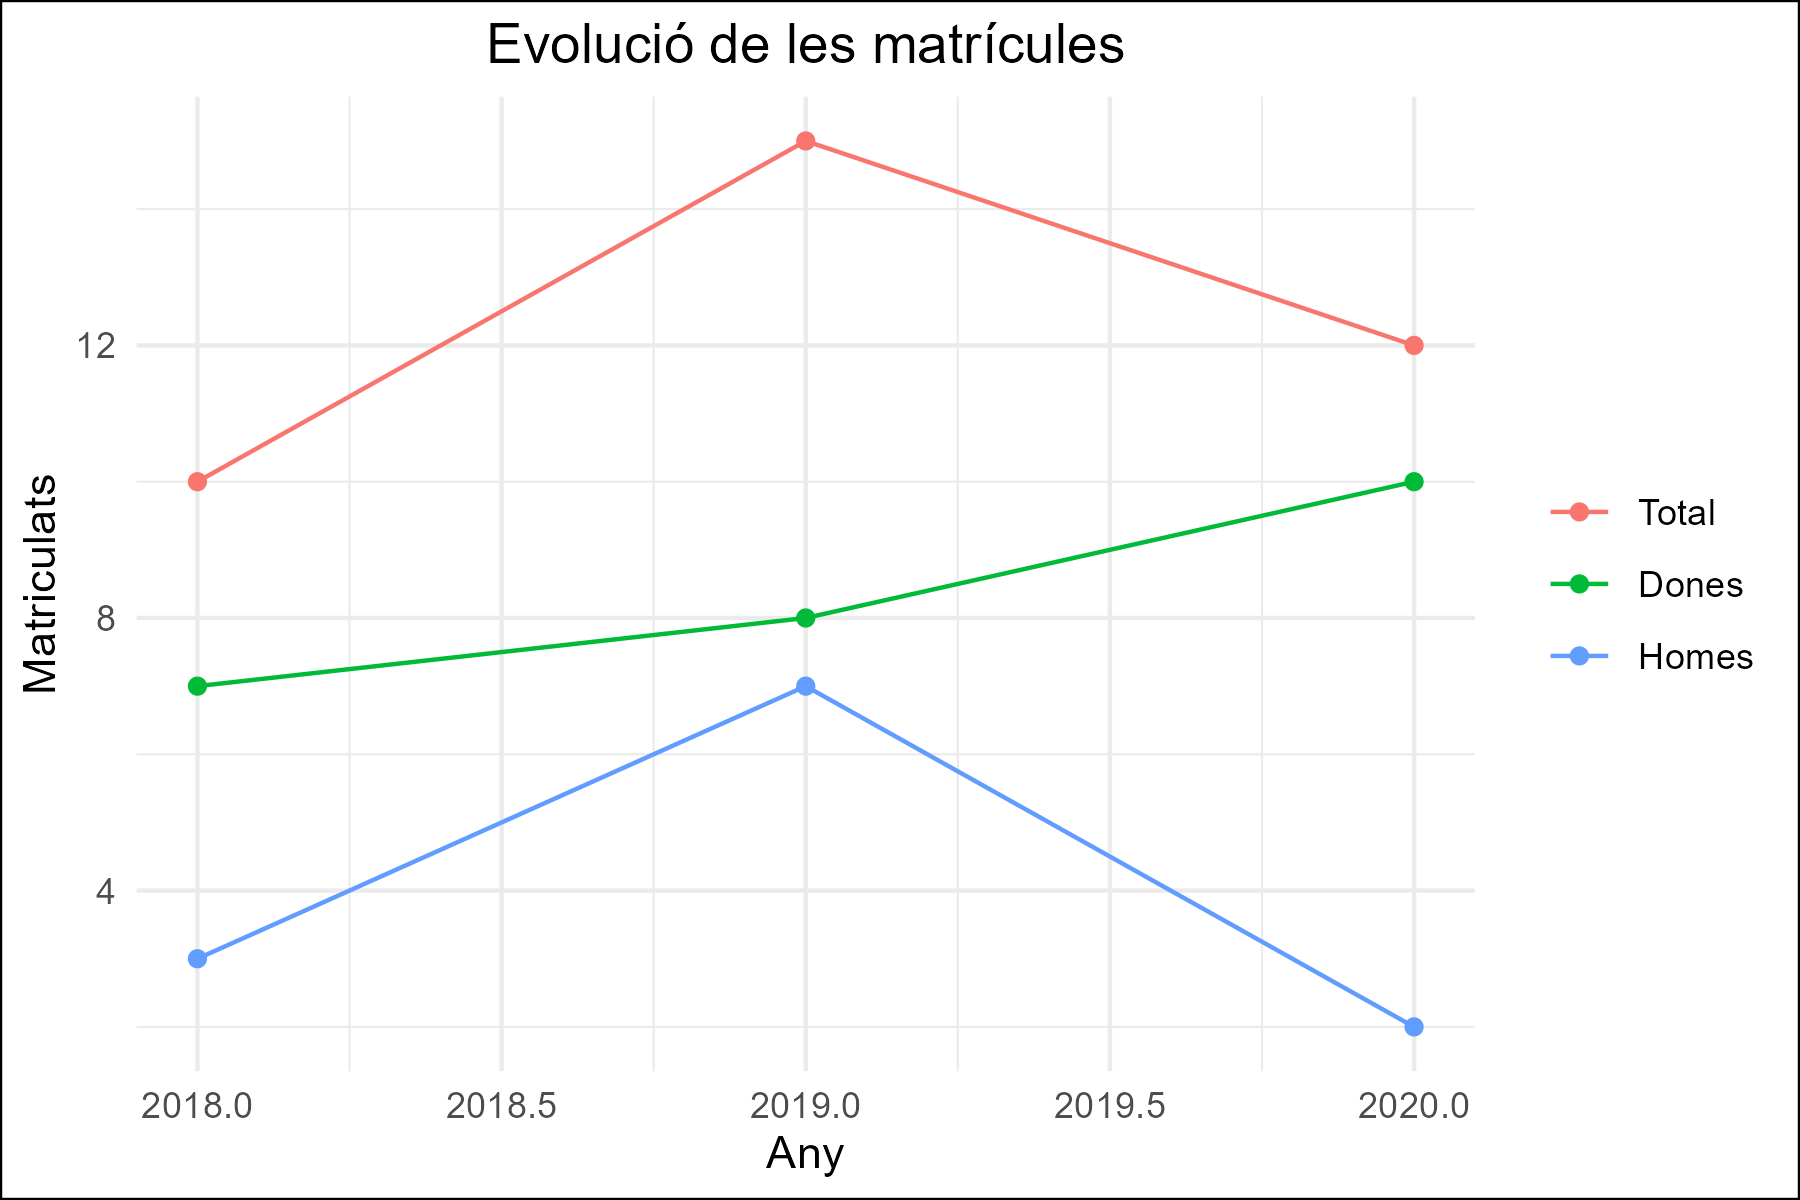 Evolució de les matrícules
Matriculats
12
8
4
2018.0
2018.5
2019.0
2019.5
2020.0
Any
Total
Dones
Homes